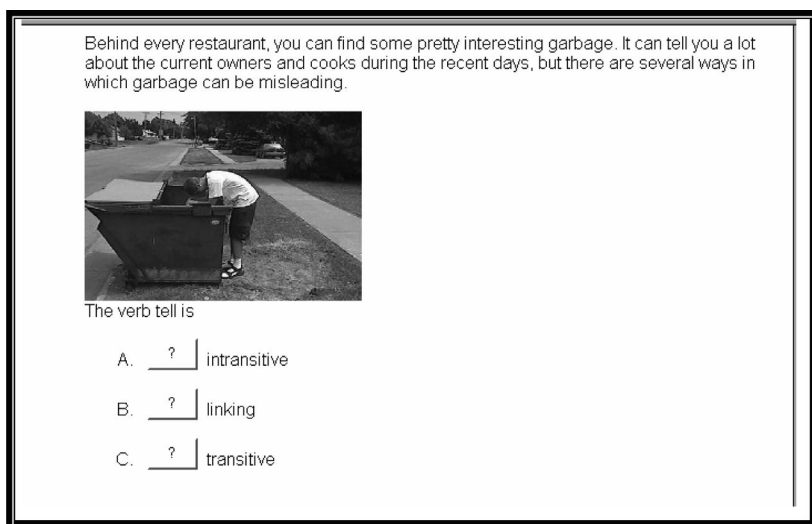 Behind every restaurant, you can find some pretty interesting garbage. It can tell you a lot
about the current owners and cooks during the recent days, but there are several ways in
which garbage can be misleading.
The verb tell is
A. ? intransitive
B. ? linking
C. ? transitive